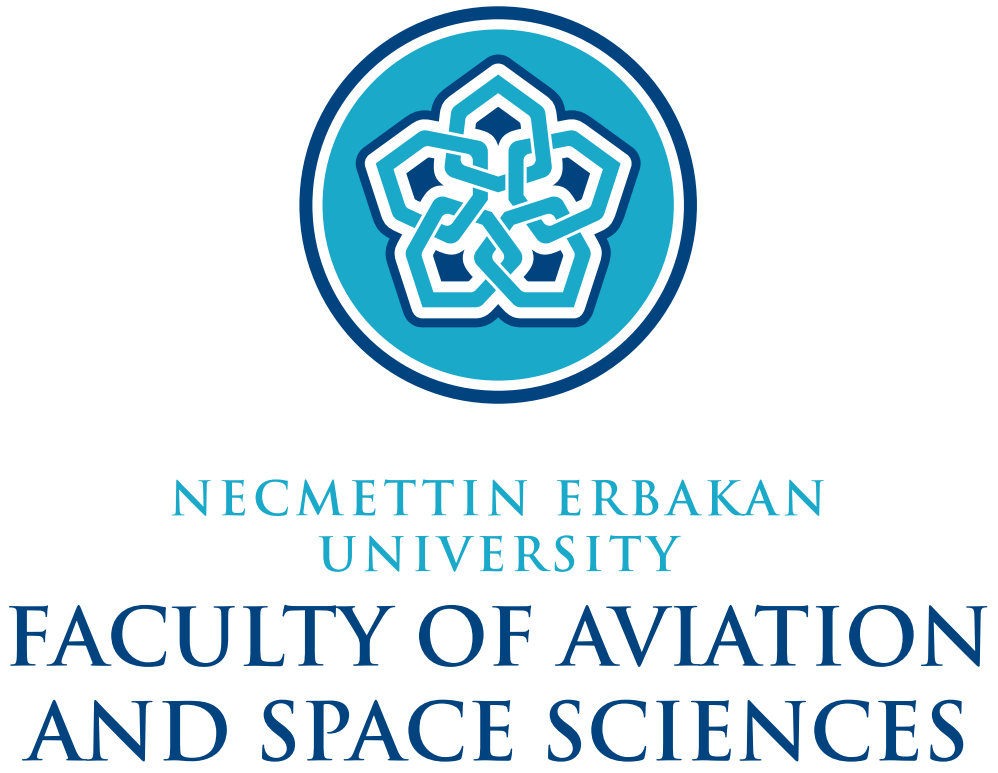 NECMETTIN ERBAKAN
UNIVERSITY
FACULTY OF AVIATION
AND SPACE SCIENCES